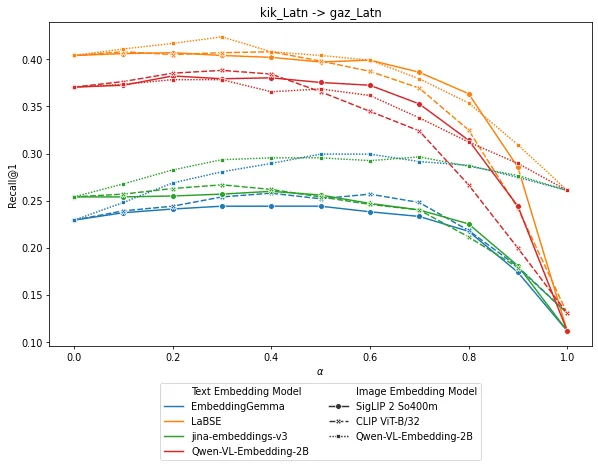 kik_Latn -> gaz_Latn
Recall@1
0.40
0.35
0.30
0.25
0.20
0.15
0.10
0.0 0.2 0.4 0.6 0.8 1.0
α
Text Embedding Model Image Embedding Model
EmbeddingGemma SigLIP 2 So400m
LaBSE CLIP ViT-B/32
jina-embeddings-v3 Qwen-VL-Embedding-2B
Qwen-VL-Embedding-2B